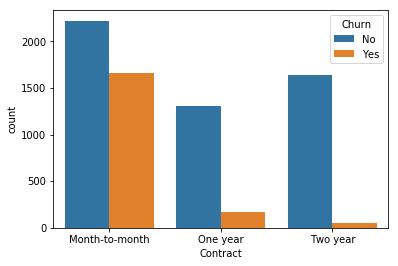 Churn
No
Yes
2000
1500
1000
500
0
count
Month-to-month
One year
Two year
Contract